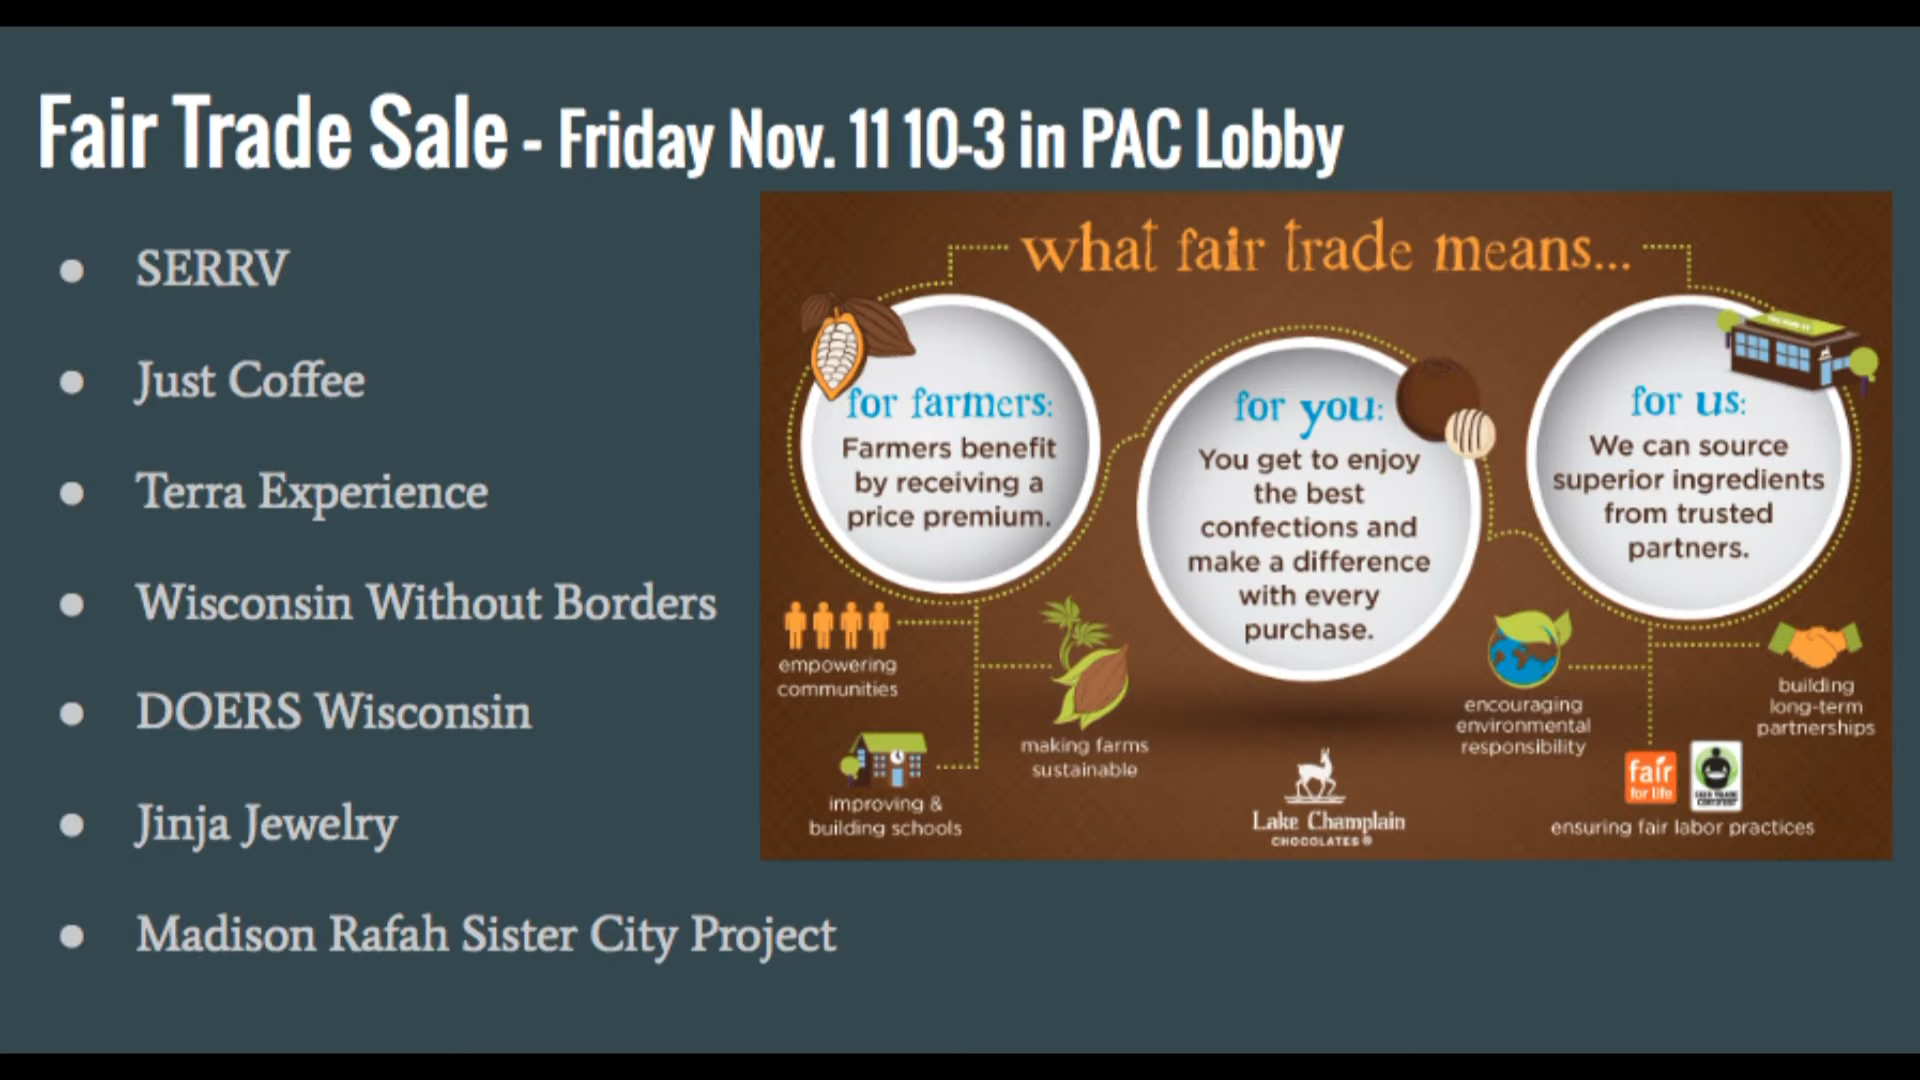 Fair Trade Sale - Friday Nov. 11 10-3 in PAC Lobby
SERRV
Just Coffee
Terra Experience
Wisconsin Without Borders
DOERS Wisconsin
Jinja Jewelry
Madison Rafah Sister City Project
what fair trade means...
for farmers:
Farmers benefit
by receiving a
price premium.
for you:
You get to enjoy
the best
confections and
make a difference
with every
purchase.
for us:
We can source
superior ingredients
from trusted
partners.
empowering
communities
making farms
sustainable
improving &
building schools
encouraging
environmental
responsibility
building
long-term
partnerships
fair
for life
ensuring fair labor practices
Lake Champlain
CHOCOLATES®